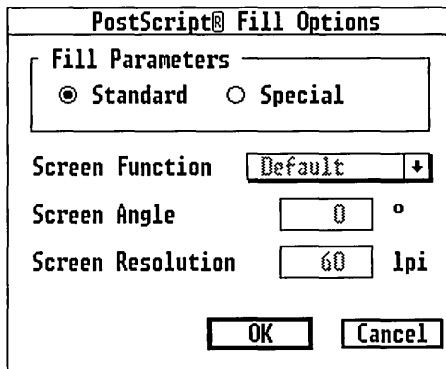 PostScript® Fill Options
Fill Parameters
Standard Special
Screen Function Default
Screen Angle 0 °
Screen Resolution 60 lpi
OK Cancel